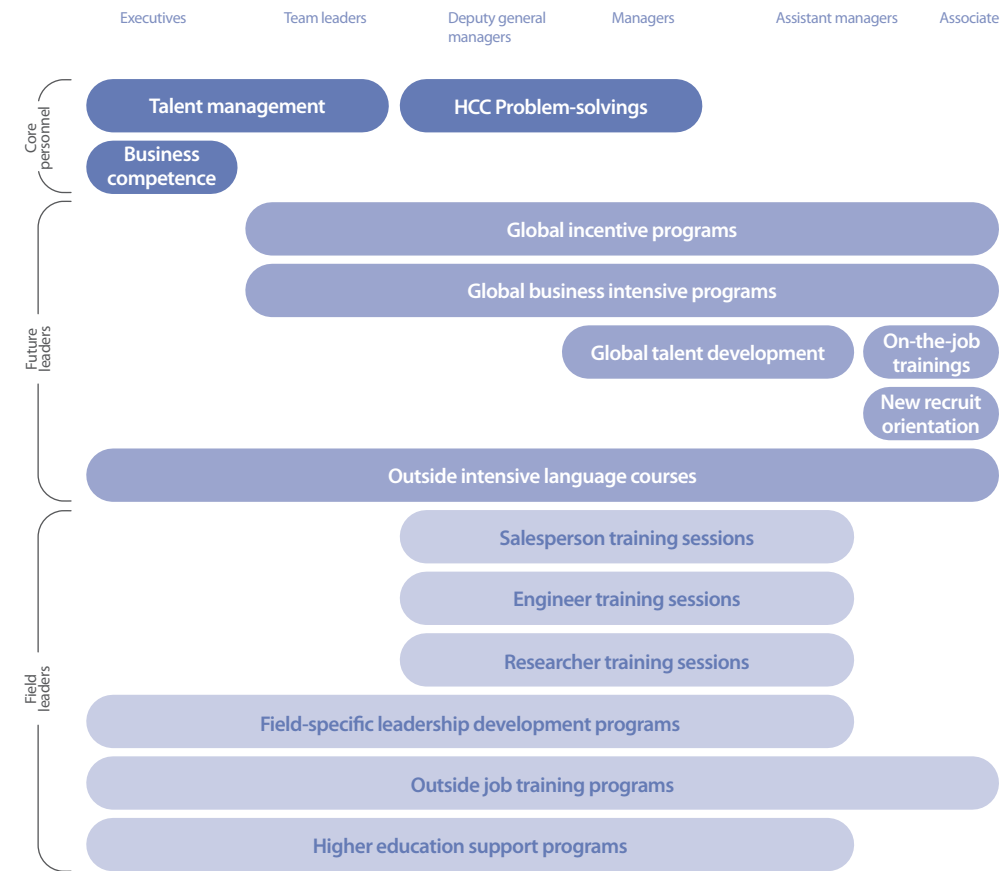 Executives
Team leaders
Deputy general
managers
Managers
Assistant managers
Associate
Core
personnel
Talent management
HCC Problem-solvings
Business
competence
Future
leaders
Global incentive programs
Global business intensive programs
Global talent development
On-the-job
trainings
New recruit
orientation
Outside intensive language courses
Field
leaders
Salesperson training sessions
Engineer training sessions
Researcher training sessions
Field-specific leadership development programs
Outside job training programs
Higher education support programs